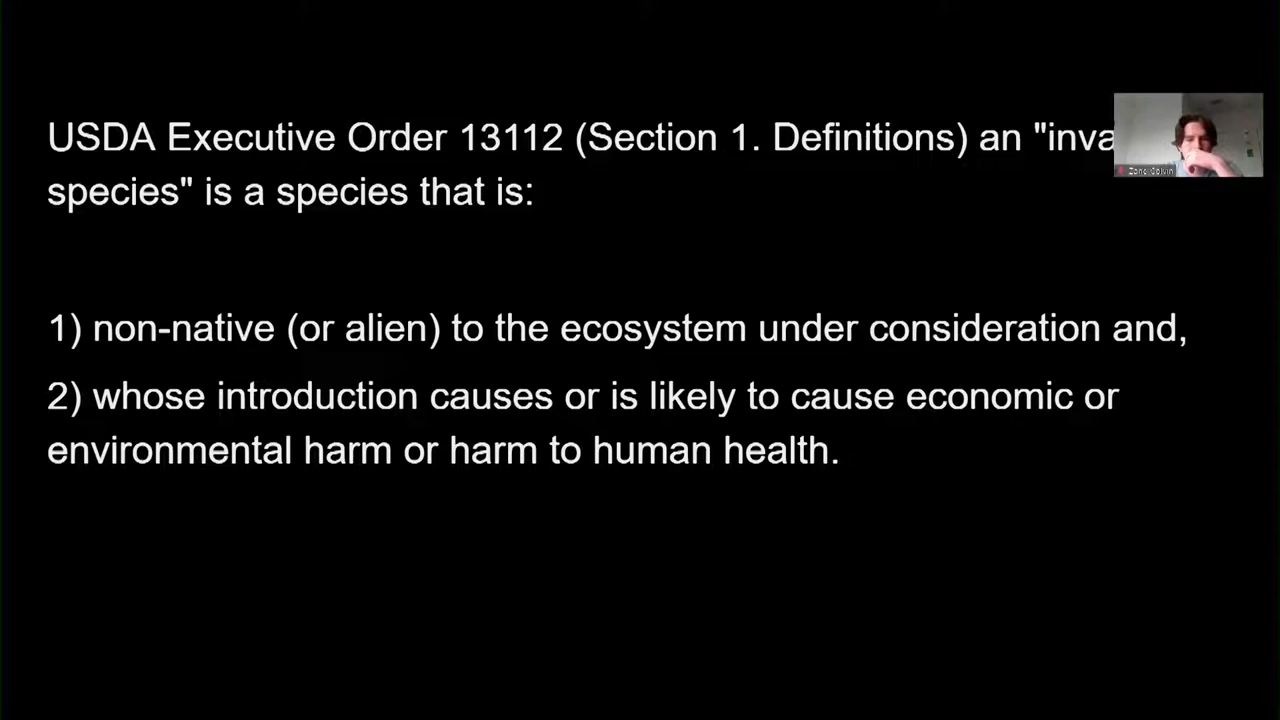 USDA Executive Order 13112 (Section 1. Definitions) an "inva
species" is a species that is:
1) non-native (or alien) to the ecosystem under consideration and,
2) whose introduction causes or is likely to cause economic or
environmental harm or harm to human health.